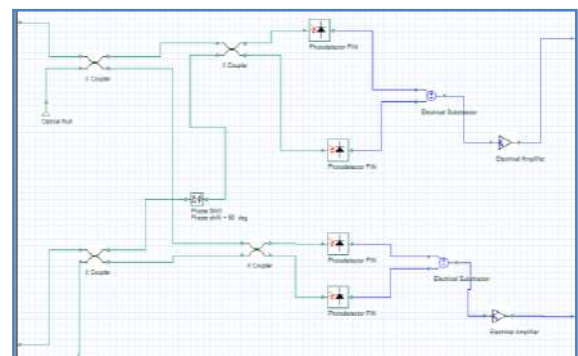 Photodetector PIN
X Coupler
X Coupler
Optical Null
Electrical Subtractor
Electrical Amplifier
Photodetector PIN
Phase Shift
Phase shift = 90 deg
X Coupler
X Coupler
Photodetector PIN
Electrical Subtractor
Photodetector PIN
Electrical Amplifier